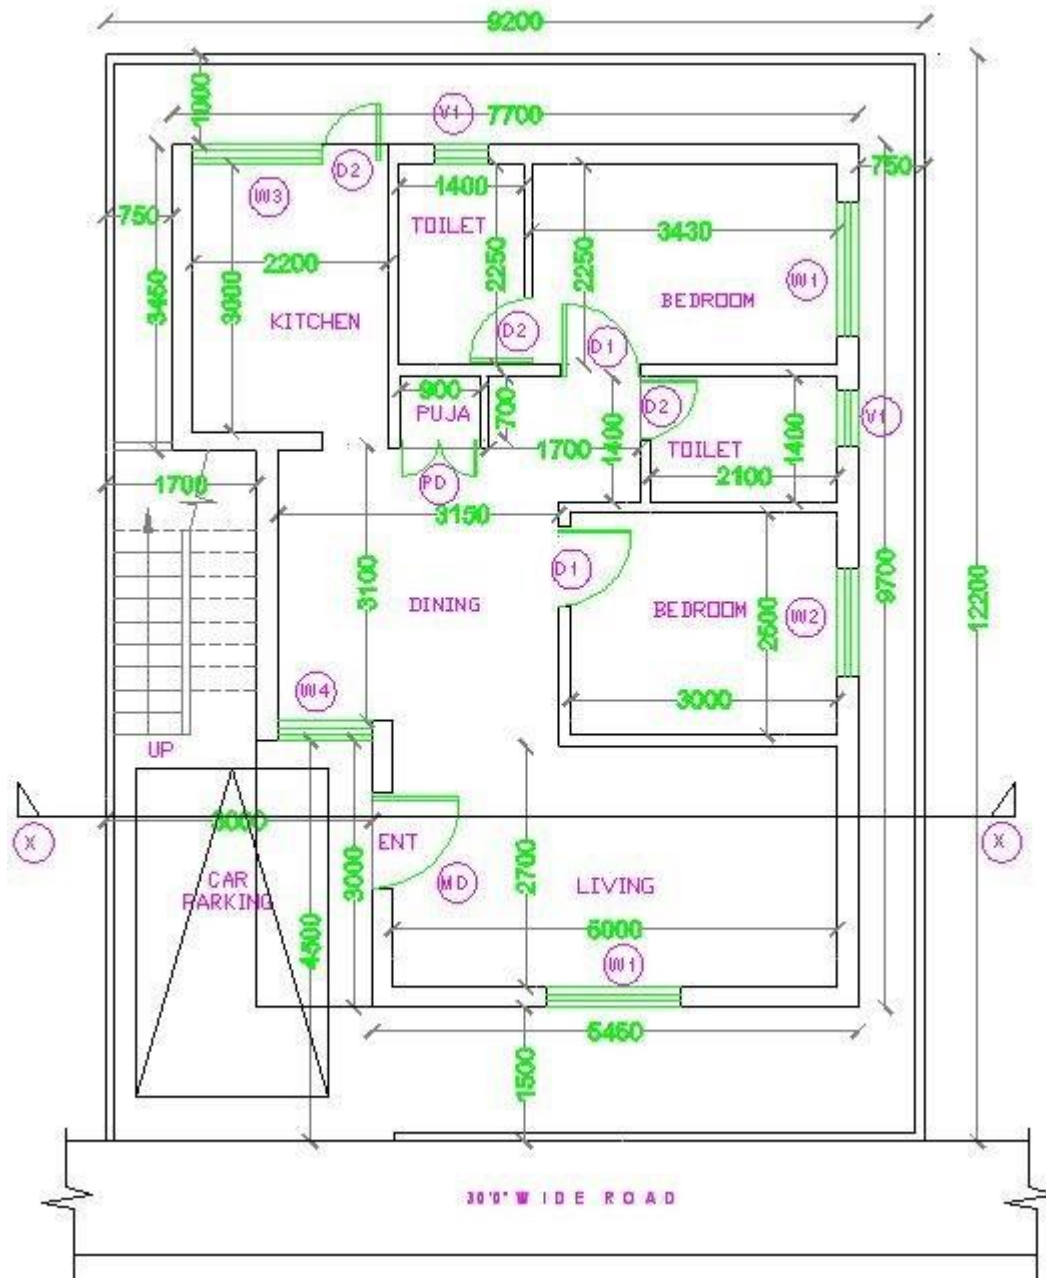 9200
1000
V1
7700
D2
W3
1400
750
TOILET
750
3430
2200
2250
2250
3450
3000
W1
BEDROOM
KITCHEN
D2
D1
900
PUJA
700
D2
V1
1400
1400
TOILET
1700
2100
1700
PD
3150
3100
D1
DINING
BEDROOM
W2
2500
9700
12200
W4
3000
UP
3000
X
ENT
X
CAR
PARKING
3000
MD
2700
LIVING
4500
5000
W1
5450
1500
30'0" WIDE ROAD